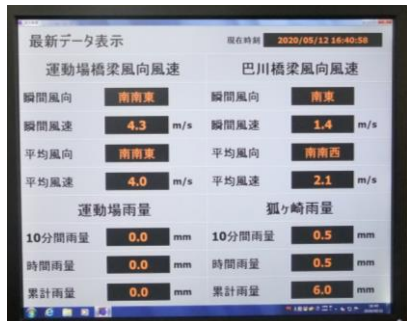 最新データ表示 現在時刻 2020/05/12 16:40:58
運動場橋梁風向風速 巴川橋梁風向風速
瞬間風向 南南東 瞬間風向 南東
瞬間風速 4.3 m/s 瞬間風速 1.4 m/s
平均風向 南南東 平均風向 南南西
平均風速 4.0 m/s 平均風速 2.1 m/s
運動場雨量 狐ヶ崎雨量
10分間雨量 0.0 mm 10分間雨量 0.5 mm
時間雨量 0.0 mm 時間雨量 0.5 mm
累計雨量 0.0 mm 累計雨量 6.0 mm